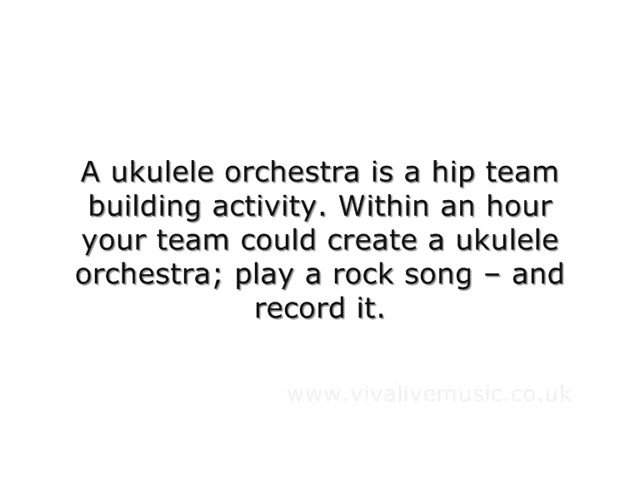 A ukulele orchestra is a hip team
building activity. Within an hour
your team could create a ukulele
orchestra; play a rock song – and
record it.
www.vivalivemusic.co.uk